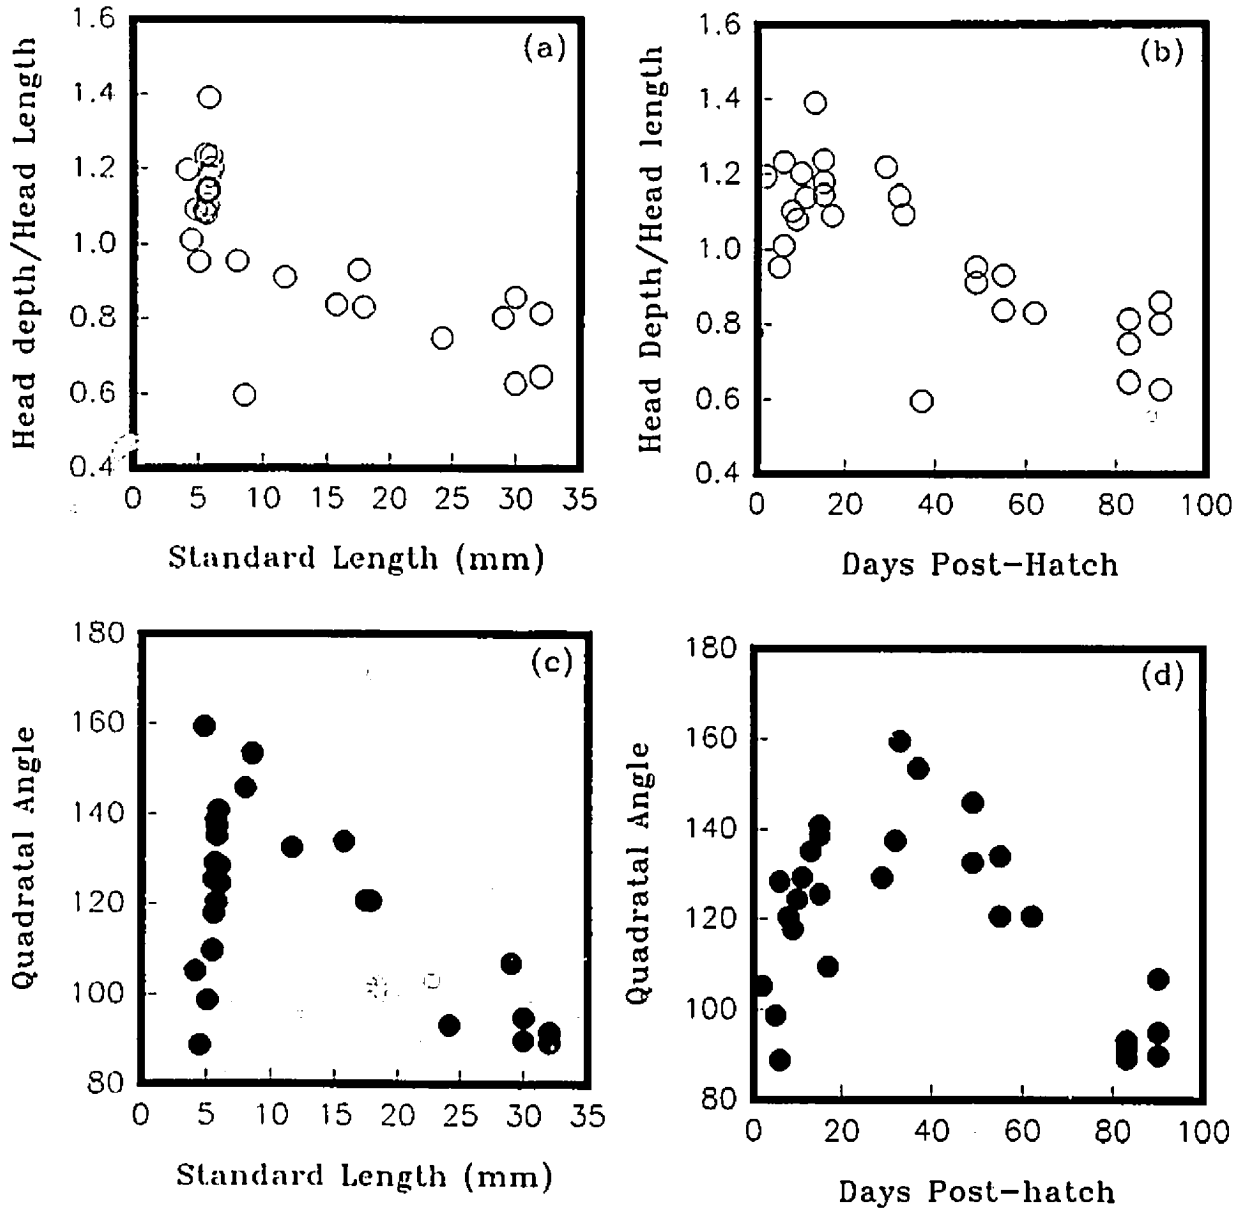 (a)
Head depth/Head Length
1.6
1.4
1.2
1.0
0.8
0.6
0.4
0 5 10 15 20 25 30 35
Standard Length (mm)
(b)
Head Depth/Head length
1.6
1.4
1.2
1.0
0.8
0.6
0.4
0 20 40 60 80 100
Days Post-Hatch
(c)
Quadratal Angle
180
160
140
120
100
80
0 5 10 15 20 25 30 35
Standard Length (mm)
(d)
Quadratal Angle
180
160
140
120
100
80
0 20 40 60 80 100
Days Post-hatch